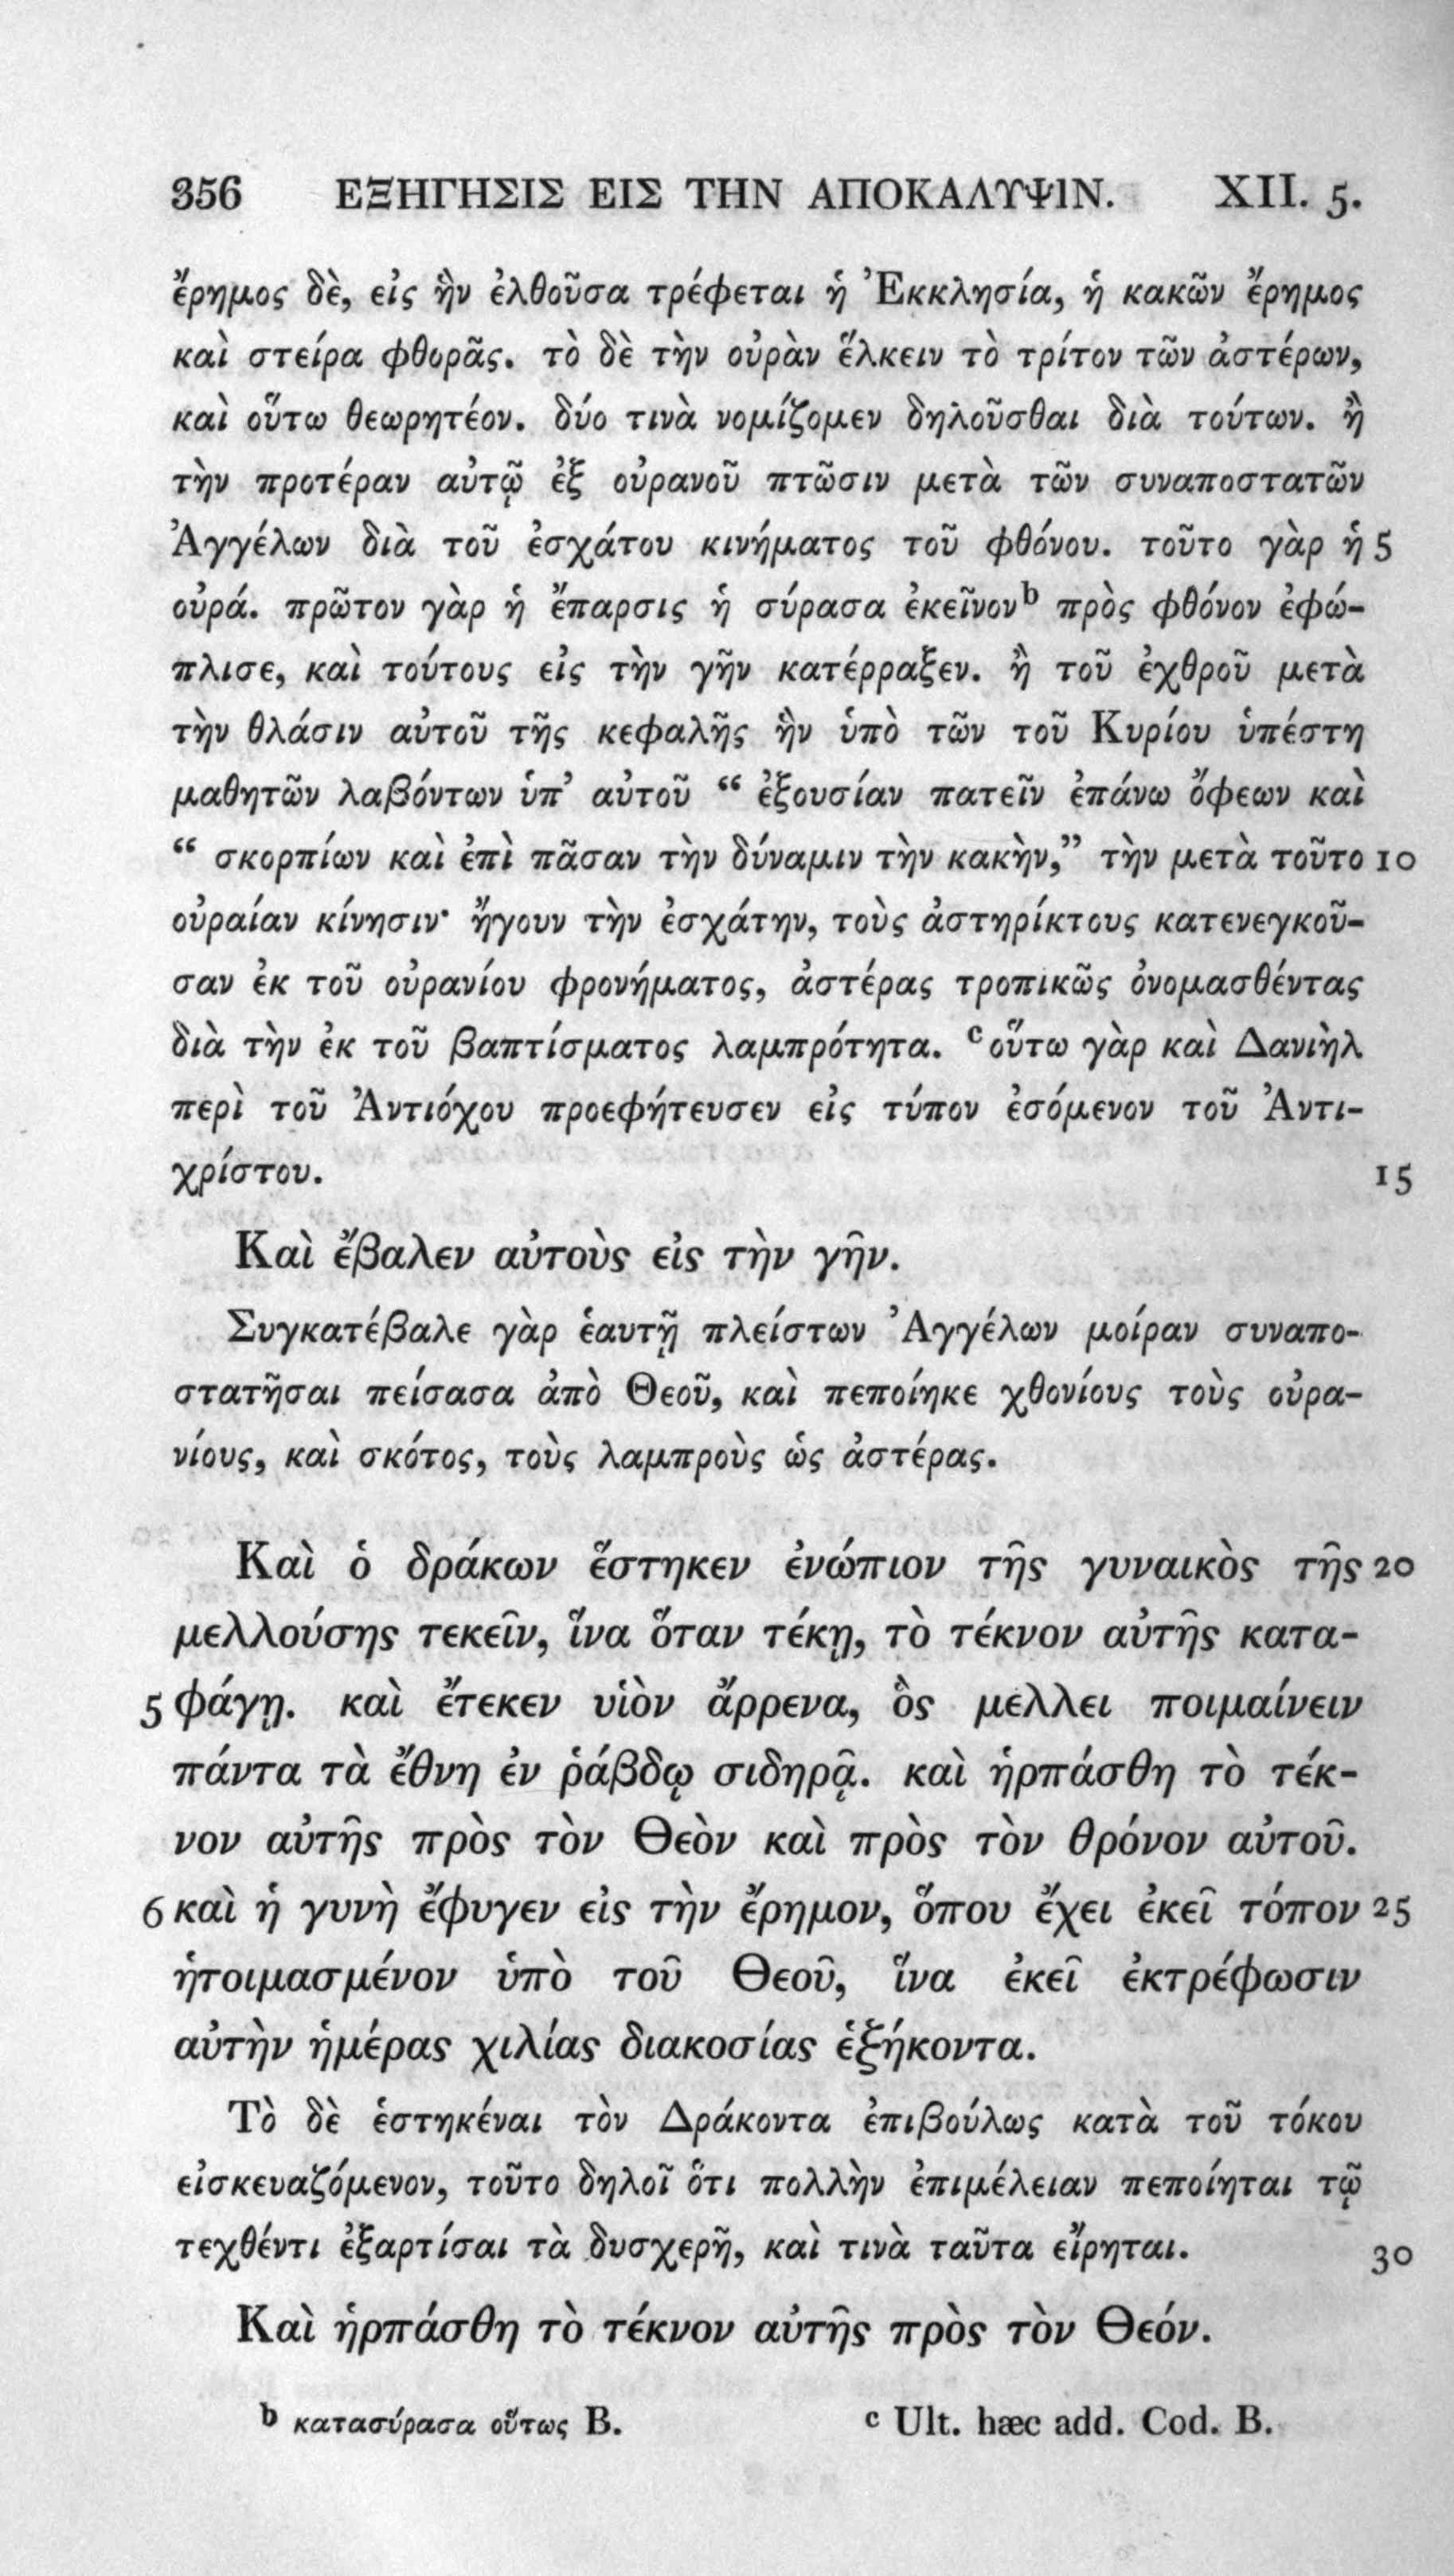 356 ΕΞΗΓΗΣΙΣ ΕΙΣ ΤΗΝ ΑΠΟΚΑΛΥΨΙΝ. XII. 5.
ἔρημος δὲ, εἰς ἣν ἐλθοῦσα τρέφεται ἡ Ἐκκλησία, ἡ κακῶν ἔρημος
καὶ στείρα φθορᾶς. τὸ δὲ τὴν οὐρὰν ἕλκειν τὸ τρίτον τῶν ἀστέρων,
καὶ οὕτω θεωρητέον. δύο τινὰ νομίζομεν δηλοῦσθαι διὰ τούτων. ἢ
τὴν προτέραν αὐτῷ ἐξ οὐρανοῦ πτῶσιν μετὰ τῶν συναποστατῶν
Ἀγγέλων διὰ τοῦ ἐσχάτου κινήματος τοῦ φθόνου. τοῦτο γὰρ ἡ 5
οὐρά. πρῶτον γὰρ ἡ ἔπαρσις ἡ σύρασα ἐκεῖνον b πρὸς φθόνον ἐφώ-
πλισε, καὶ τούτους εἰς τὴν γῆν κατέρραξεν. ἢ τοῦ ἐχθροῦ μετὰ
τὴν θλάσιν αὐτοῦ τῆς κεφαλῆς ἣν ὑπὸ τῶν τοῦ Κυρίου ὑπέστη
μαθητῶν λαβόντων ὑπ’ αὐτοῦ “ ἐξουσίαν πατεῖν ἐπάνω ὄφεων καὶ
“ σκορπίων καὶ ἐπὶ πᾶσαν τὴν δύναμιν τὴν κακὴν,” τὴν μετὰ τοῦτο 10
οὐραίαν κίνησιν· ἤγουν τὴν ἐσχάτην, τοὺς ἀστηρίκτους κατενεγκοῦ-
σαν ἐκ τοῦ οὐρανίου φρονήματος, ἀστέρας τροπικῶς ὀνομασθέντας
διὰ τὴν ἐκ τοῦ βαπτίσματος λαμπρότητα. c οὕτω γὰρ καὶ Δανιὴλ
περὶ τοῦ Ἀντιόχου προεφήτευσεν εἰς τύπον ἐσόμενον τοῦ Ἀντι-
χρίστου. 15
Καὶ ἔβαλεν αὐτοὺς εἰς τὴν γῆν.
Συγκατέβαλε γὰρ ἑαυτῇ πλείστων Ἀγγέλων μοίραν συναπο-
στατῆσαι πείσασα ἀπὸ Θεοῦ, καὶ πεποίηκε χθονίους τοὺς οὐρα-
νίους, καὶ σκότος, τοὺς λαμπροὺς ὡς ἀστέρας.
Καὶ ὁ δράκων ἕστηκεν ἐνώπιον τῆς γυναικὸς τῆς 20
μελλούσης τεκεῖν, ἵνα ὅταν τέκῃ, τὸ τέκνον αὐτῆς κατα-
5 φάγῃ. καὶ ἔτεκεν υἱὸν ἄρρενα, ὃς μέλλει ποιμαίνειν
πάντα τὰ ἔθνη ἐν ῥάβδῳ σιδηρᾷ. καὶ ἡρπάσθη τὸ τέκ-
νον αὐτῆς πρὸς τὸν Θεὸν καὶ πρὸς τὸν θρόνον αὐτοῦ.
6 καὶ ἡ γυνὴ ἔφυγεν εἰς τὴν ἔρημον, ὅπου ἔχει ἐκεῖ τόπον 25
ἡτοιμασμένον ὑπὸ τοῦ Θεοῦ, ἵνα ἐκεῖ ἐκτρέφωσιν
αὐτὴν ἡμέρας χιλίας διακοσίας ἑξήκοντα.
Τὸ δὲ ἑστηκέναι τὸν Δράκοντα ἐπιβούλως κατὰ τοῦ τόκου
εἰσκευαζόμενον, τοῦτο δηλοῖ ὅτι πολλὴν ἐπιμέλειαν πεποίηται τῷ
τεχθέντι ἐξαρτίσαι τὰ δυσχερῆ, καὶ τινὰ ταῦτα εἴρηται. 30
Καὶ ἡρπάσθη τὸ τέκνον αὐτῆς πρὸς τὸν Θεόν.
b κατασύρασα οὕτως B. c Ult. hæc add. Cod. B.